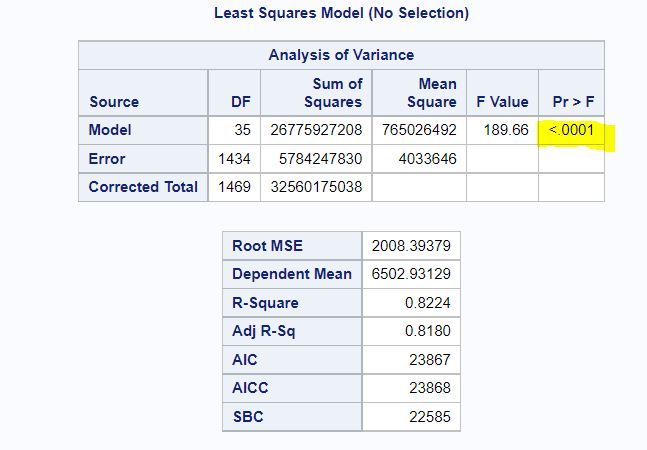 Least Squares Model (No Selection)
Analysis of Variance
Source DF Sum of Squares Mean Square F Value Pr > F
Model 35 26775927208 765026492 189.66 <.0001
Error 1434 5784247830 4033646
Corrected Total 1469 32560175038
Root MSE 2008.39379
Dependent Mean 6502.93129
R-Square 0.8224
Adj R-Sq 0.8180
AIC 23867
AICC 23868
SBC 22585